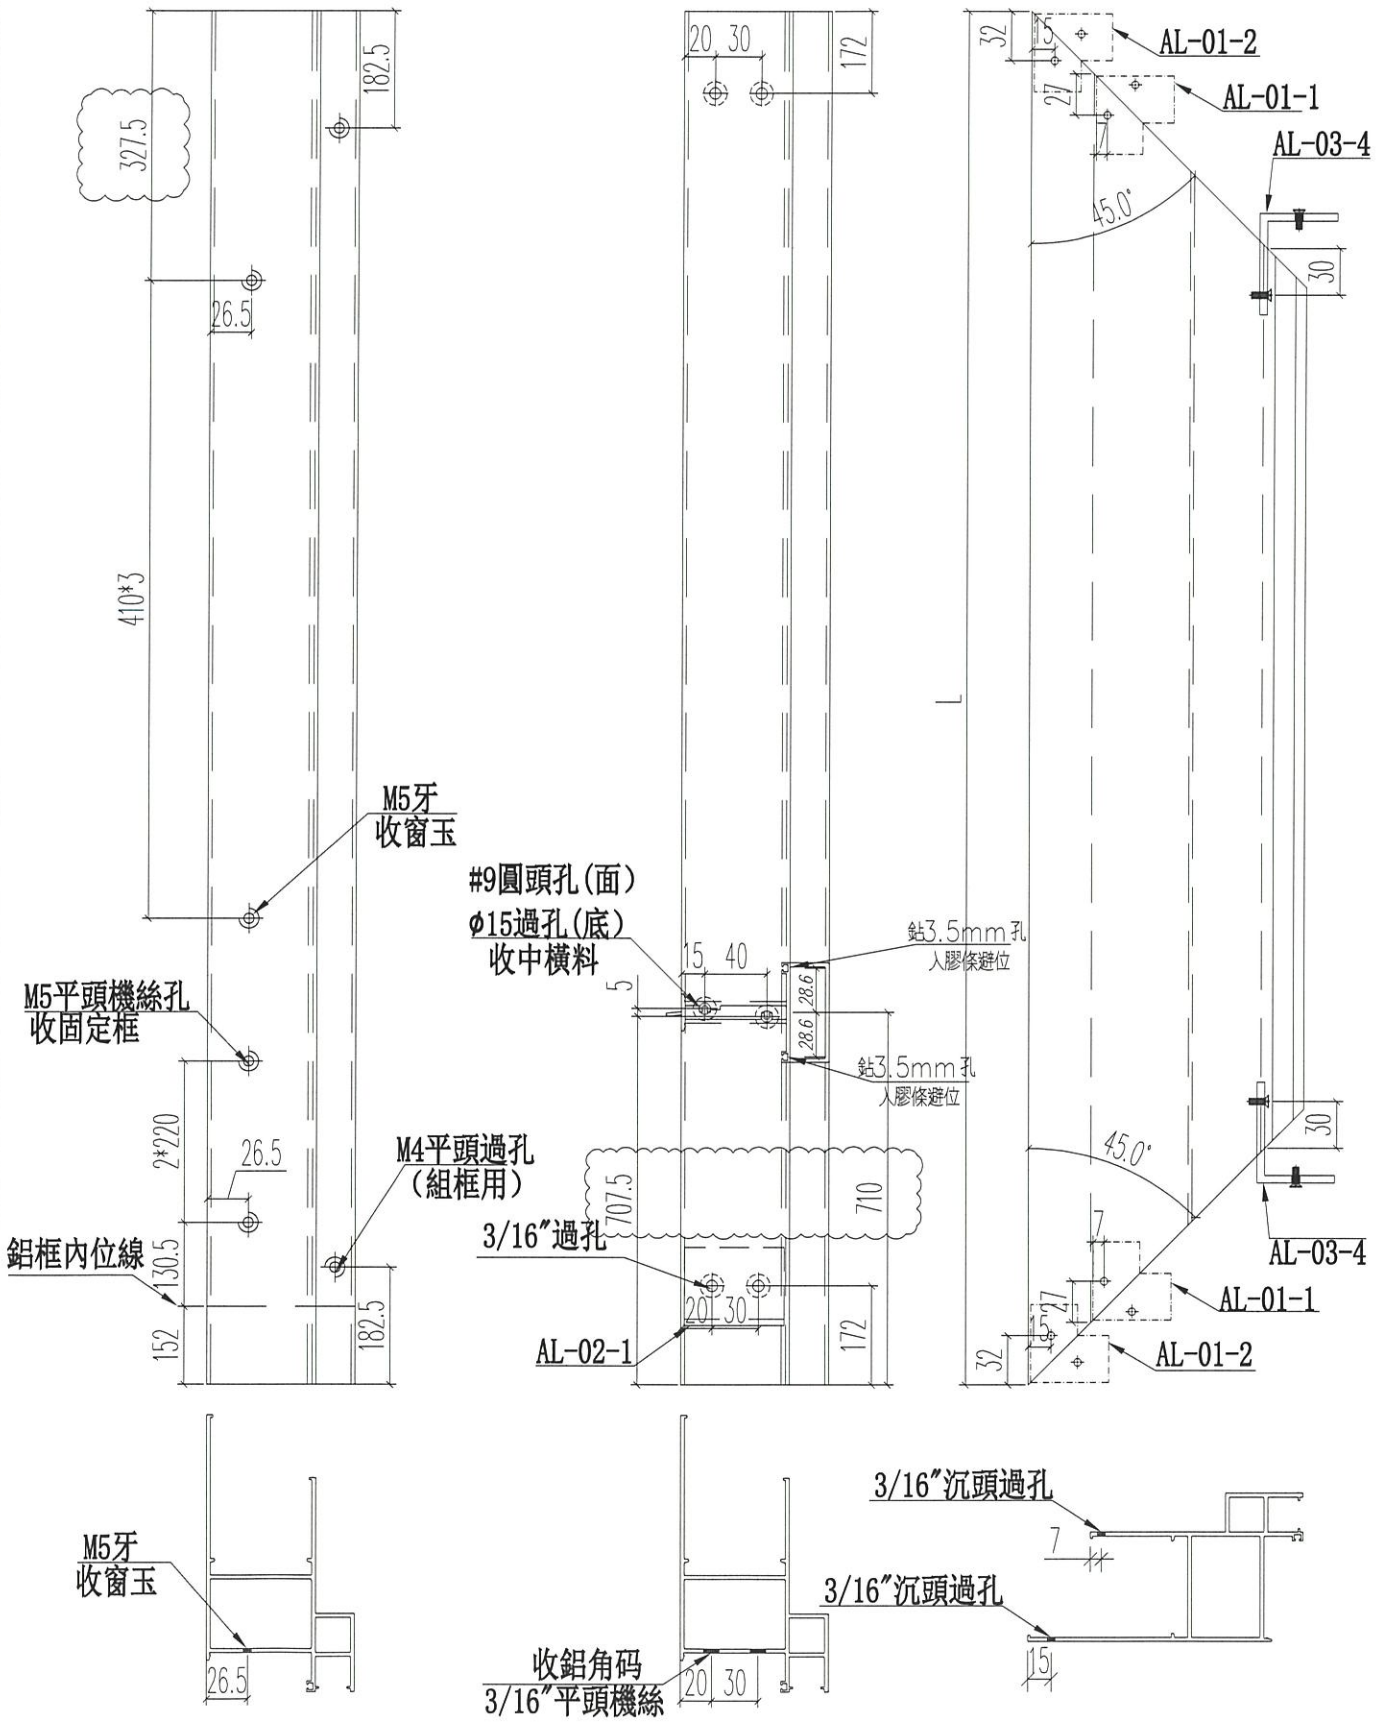 327.5
182.5
26.5
410*3
M5牙
收窗玉
M5平頭機絲孔
收固定框
2*220
26.5
M4平頭過孔
(組框用)
鋁框內位線
130.5
152
182.5
20
30
172
#9圓頭孔(面)
φ15過孔(底)
收中橫料
15
40
5
28.6
28.6
鉆3.5mm孔
入膠條避位
鉆3.5mm孔
入膠條避位
707.5
710
3/16"過孔
20
30
AL-02-1
172
L
32
5
27
7
AL-01-2
AL-01-1
AL-03-4
45.0°
30
30
45.0°
AL-03-4
7
27
AL-01-1
5
32
AL-01-2
M5牙
收窗玉
26.5
收鋁角码
3/16"平頭機絲
20
30
3/16"沉頭過孔
7
3/16"沉頭過孔
15